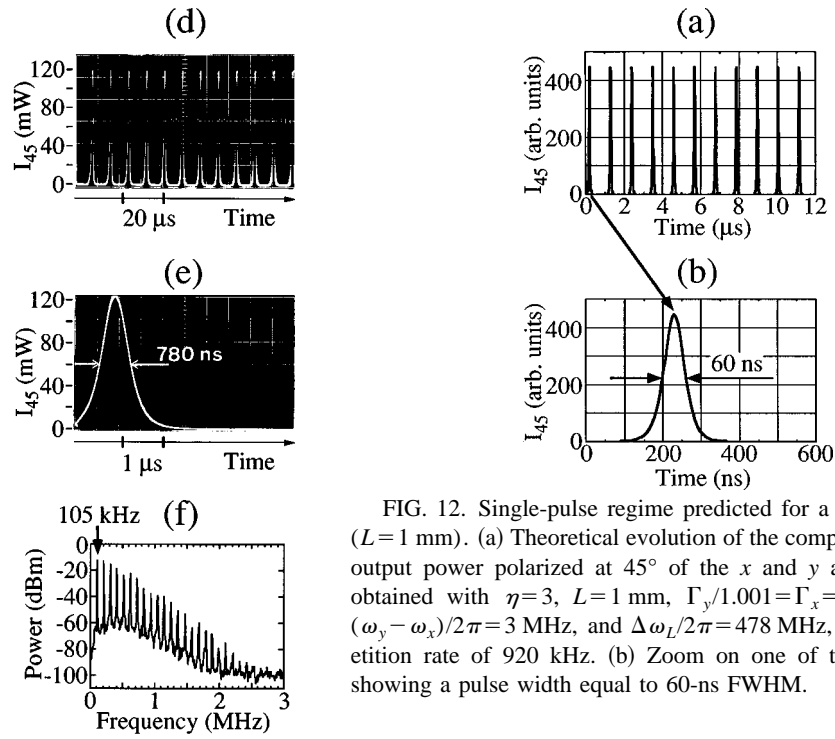 (d)
120
80
40
0
I45 (mW)
20 μs
Time
(e)
120
80
40
0
I45 (mW)
780 ns
1 μs
Time
105 kHz
(f)
0
-20
-40
-60
-80
-100
Power (dBm)
0 1 2 3
Frequency (MHz)
(a)
400
200
0
I45 (arb. units)
0 2 4 6 8 10 12
Time (μs)
(b)
400
200
0
I45 (arb. units)
60 ns
0 200 400 600
Time (ns)
FIG. 12. Single-pulse regime predicted for a
(L=1 mm). (a) Theoretical evolution of the comp
output power polarized at 45° of the x and y a
obtained with η=3, L=1 mm, Γy/1.001=Γx=
(ωy−ωx)/2π=3 MHz, and ΔωL/2π=478 MHz,
etition rate of 920 kHz. (b) Zoom on one of t
showing a pulse width equal to 60-ns FWHM.